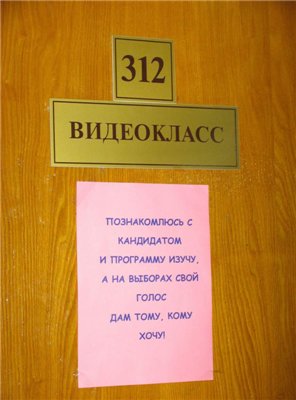 312
ВИДЕОКЛАСС
ПОЗНАКОМЛЮСЬ С
КАНДИДАТОМ
И ПРОГРАММУ ИЗУЧУ,
А НА ВЫБОРАХ СВОЙ
ГОЛОС
ДАМ ТОМУ, КОМУ
ХОЧУ!